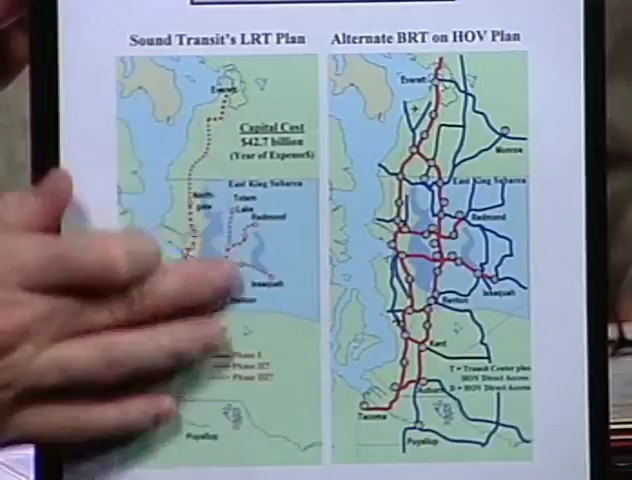 Sound Transit's LRT Plan
Everett
Capital Cost
$42.7 billion
(Year of Expense$)
East King Subarea
North-
gate
Totem
Lake
Redmond
Issaquah
Phase I
Puyallup
Alternate BRT on HOV Plan
Everett
Monroe
East King Subarea
Redmond
Issaquah
Renton
Kent
T = Transit Center plus
HOV Direct Access
D = HOV Direct Access
Tacoma
Puyallup